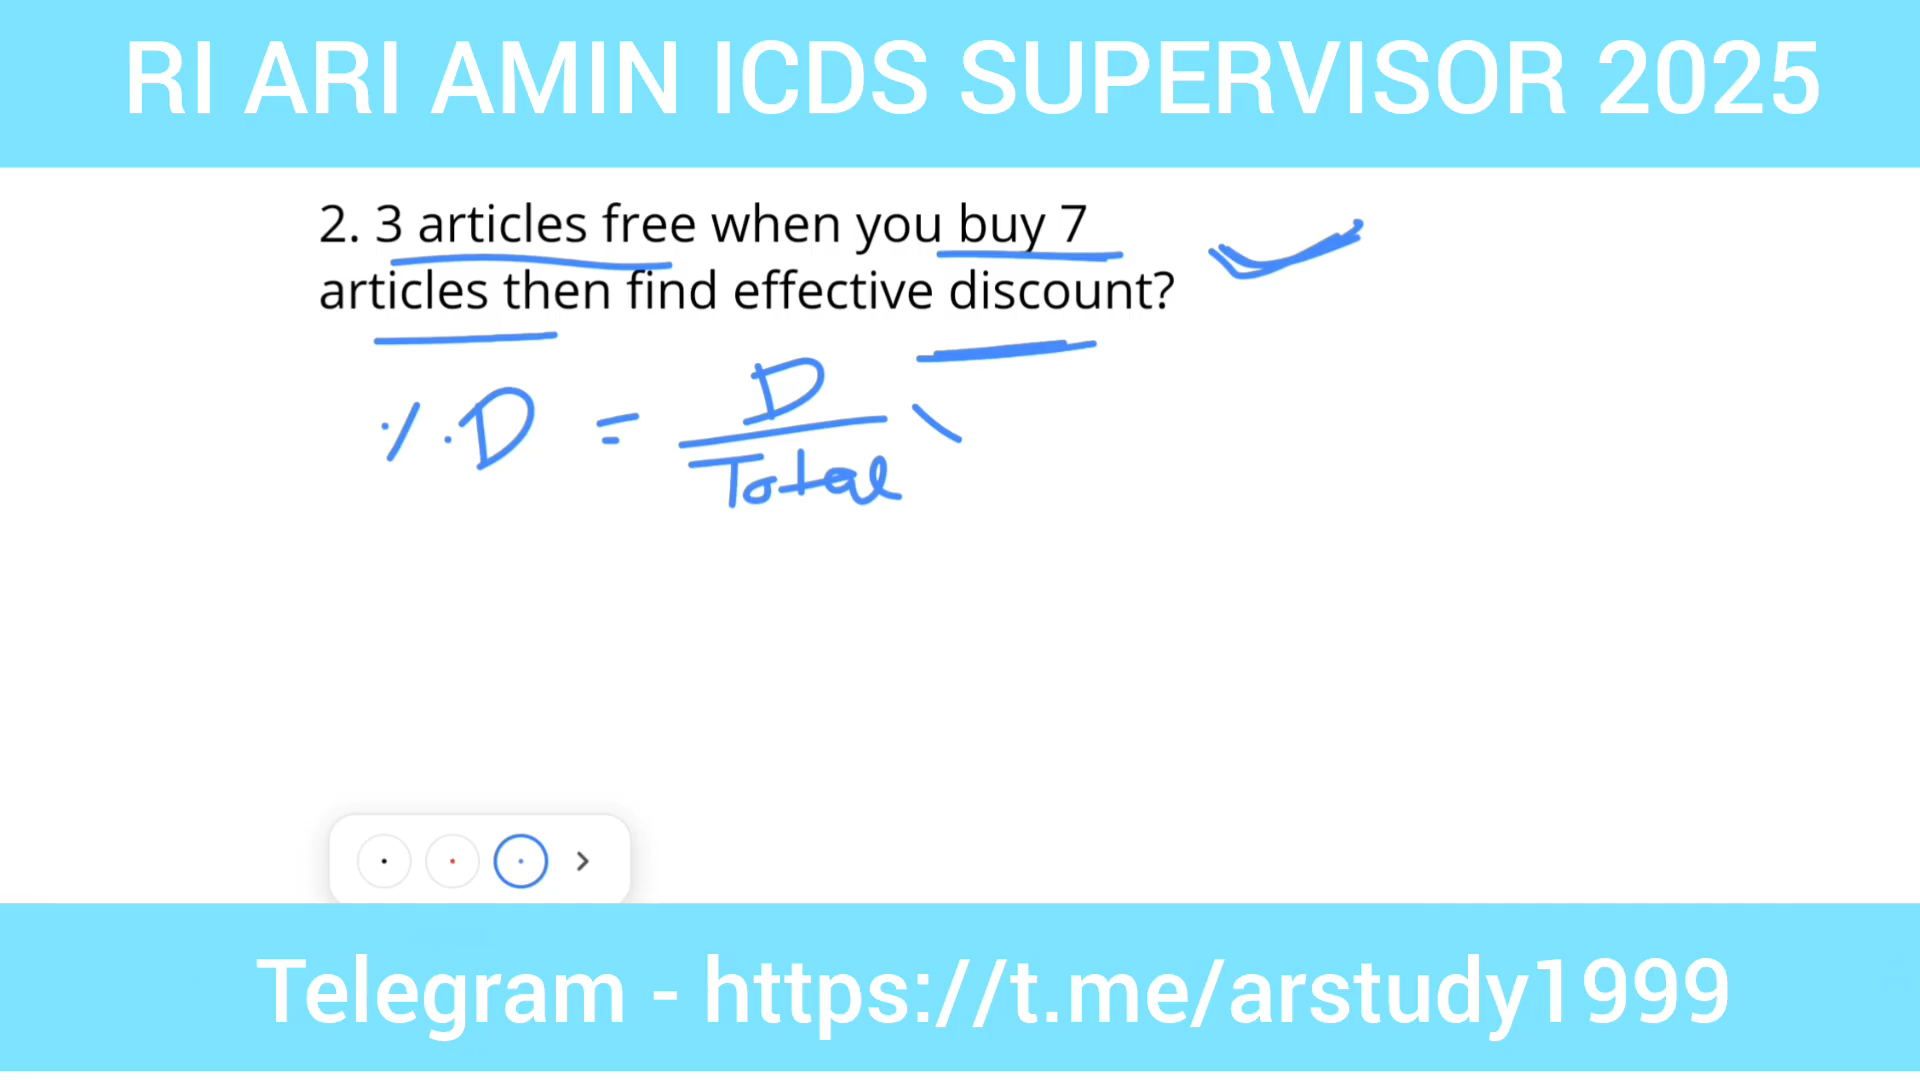 RI ARI AMIN ICDS SUPERVISOR 2025
2. 3 articles free when you buy 7
articles then find effective discount?
% D = D
Total
Telegram - https://t.me/arstudy1999